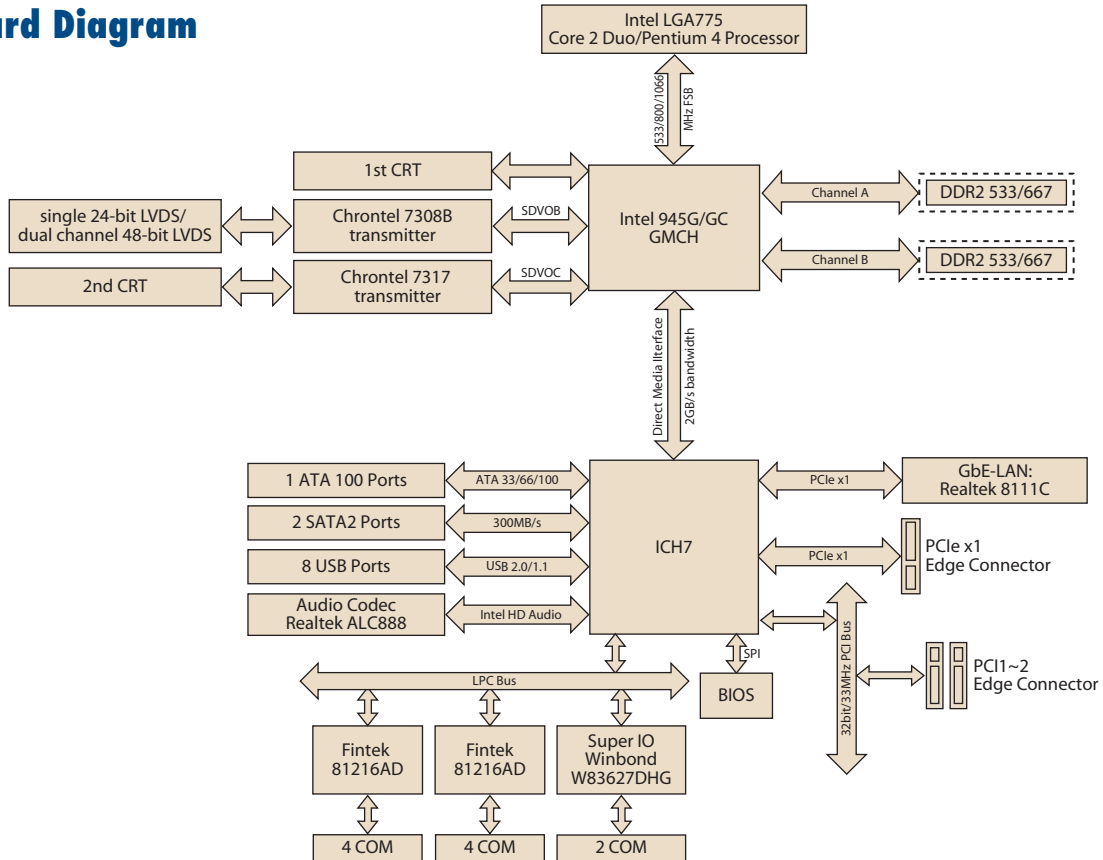 ard Diagram
Intel LGA775
Core 2 Duo/Pentium 4 Processor
533/800/1066
MHz FSB
1st CRT
single 24-bit LVDS/
dual channel 48-bit LVDS
Chrontel 7308B
transmitter
SDVOB
2nd CRT
Chrontel 7317
transmitter
SDVOC
Intel 945G/GC
GMCH
Channel A
DDR2 533/667
Channel B
DDR2 533/667
Direct Media IIterface
2GB/s bandwidth
1 ATA 100 Ports
ATA 33/66/100
2 SATA2 Ports
300MB/s
8 USB Ports
USB 2.0/1.1
Audio Codec
Realtek ALC888
Intel HD Audio
ICH7
PCIe x1
GbE-LAN:
Realtek 8111C
PCIe x1
PCIe x1
Edge Connector
32bit/33MHz PCI Bus
PCI1~2
Edge Connector
SPI
BIOS
LPC Bus
Fintek
81216AD
Fintek
81216AD
Super IO
Winbond
W83627DHG
4 COM
4 COM
2 COM